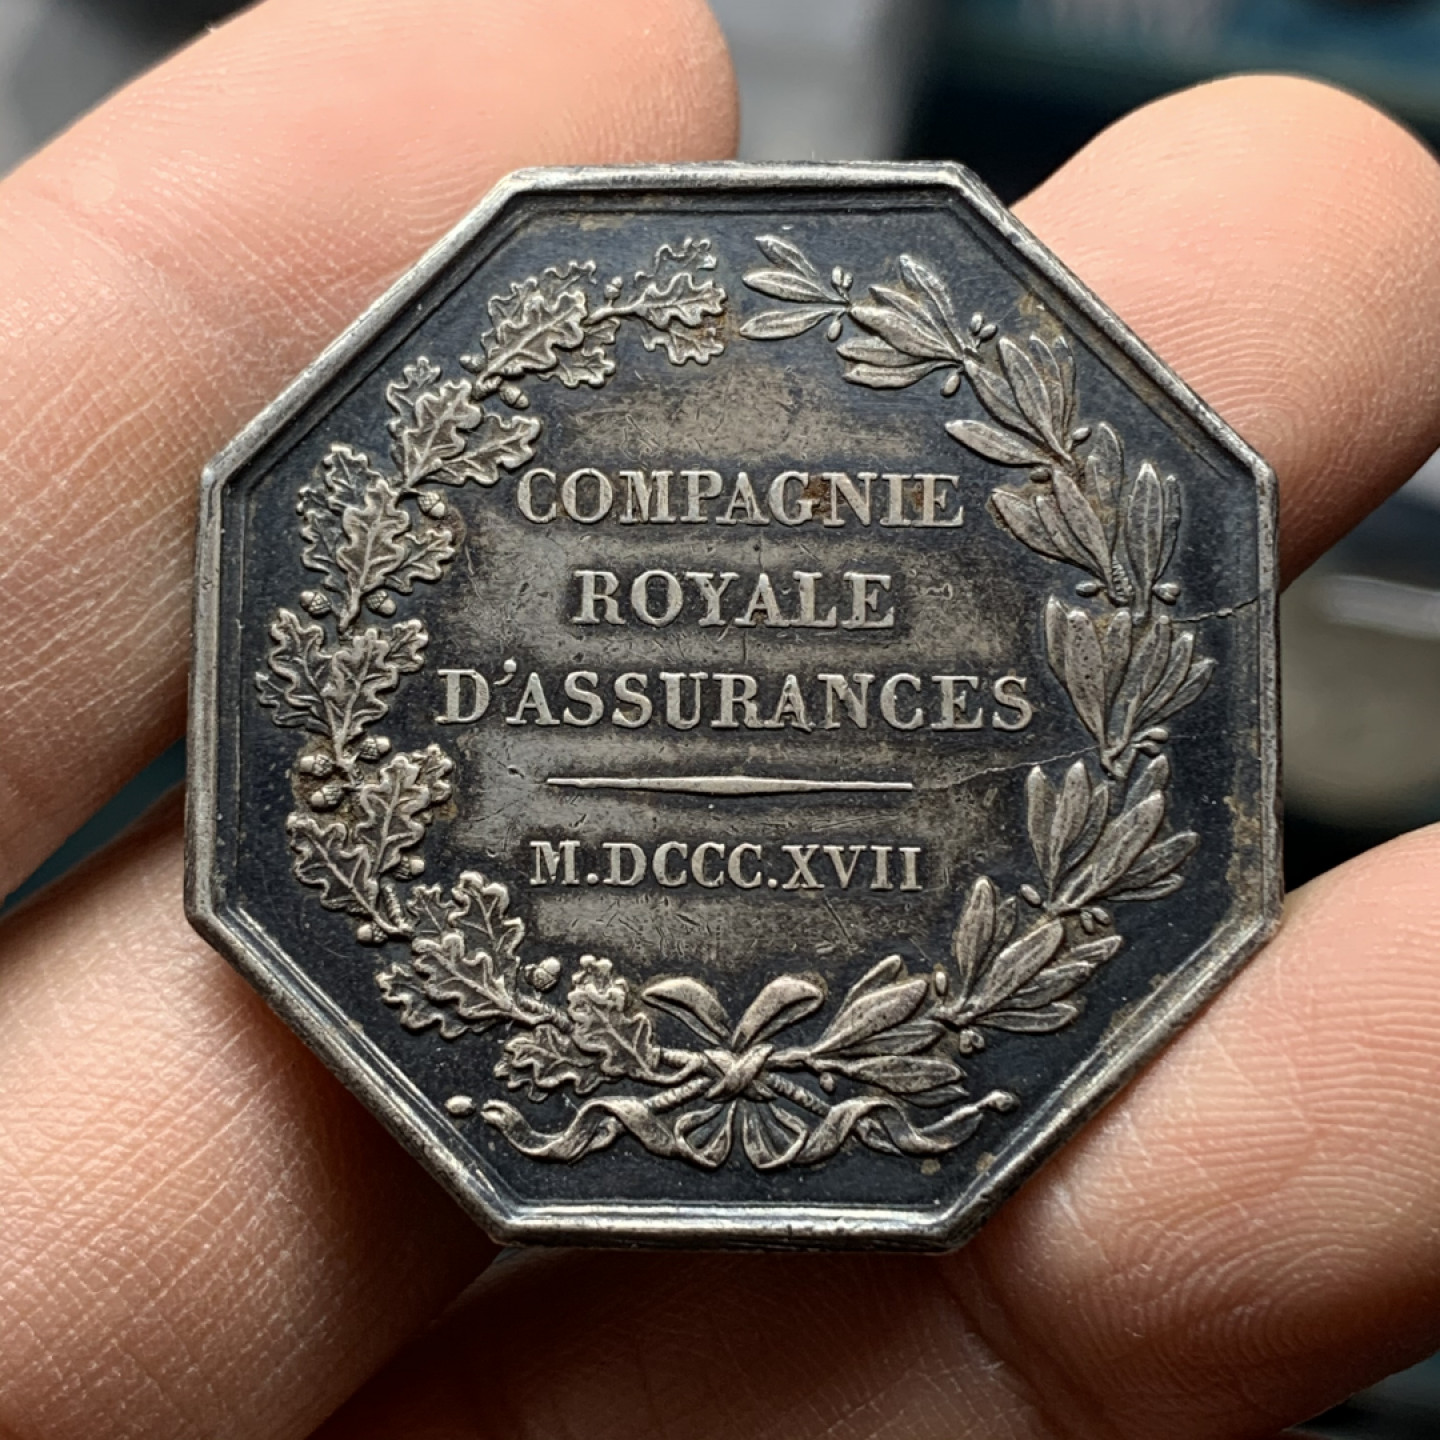 COMPAGNIE
ROYALE
D'ASSURANCES
M.DCCC.XVII